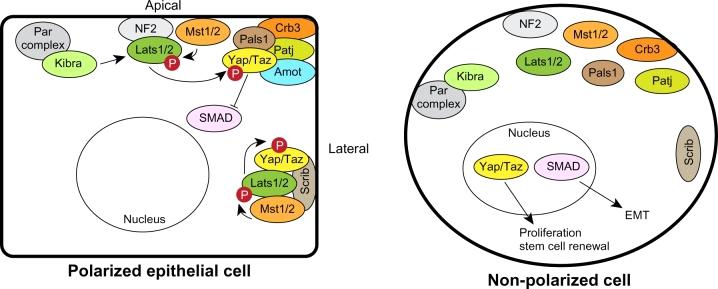 Apical
Par
complex
Kibra
NF2
Lats1/2
P
Mst1/2
Crb3
Pals1
Patj
Yap/Taz
P
Amot
SMAD
Nucleus
P
Yap/Taz
Scrib
Lats1/2
P
Mst1/2
Lateral
Polarized epithelial cell
NF2
Mst1/2
Crb3
Lats1/2
Pals1
Patj
Kibra
Par
complex
Scrib
Nucleus
Yap/Taz
SMAD
EMT
Proliferation
stem cell renewal
Non-polarized cell